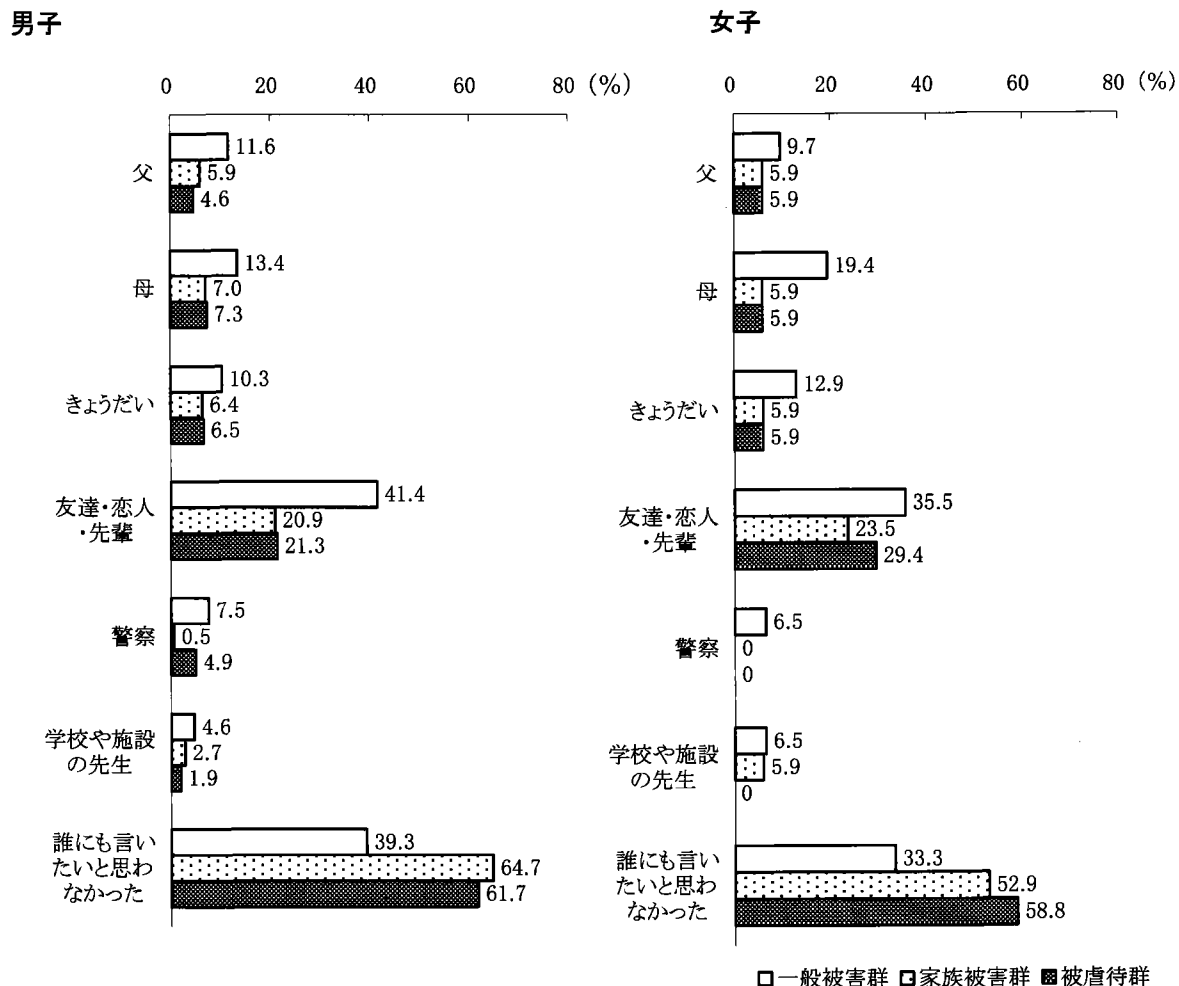 男子
0 20 40 60 80 (%)
父
11.6
5.9
4.6
母
13.4
7.0
7.3
きょうだい
10.3
6.4
6.5
友達・恋人
・先輩
41.4
20.9
21.3
警察
7.5
0.5
4.9
学校や施設
の先生
4.6
2.7
1.9
誰にも言い
たいと思わ
なかった
39.3
64.7
61.7
女子
0 20 40 60 80 (%)
父
9.7
5.9
5.9
母
19.4
5.9
5.9
きょうだい
12.9
5.9
5.9
友達・恋人
・先輩
35.5
23.5
29.4
警察
6.5
0
0
学校や施設
の先生
6.5
5.9
0
誰にも言い
たいと思わ
なかった
33.3
52.9
58.8
一般被害群 家族被害群 被虐待群